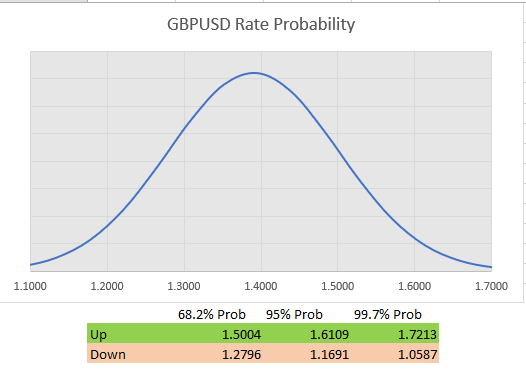 GBPUSD Rate Probability
1.1000 1.2000 1.3000 1.4000 1.5000 1.6000 1.7000
68.2% Prob 95% Prob 99.7% Prob
Up 1.5004 1.6109 1.7213
Down 1.2796 1.1691 1.0587